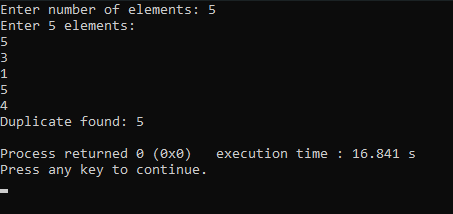 Enter number of elements: 5
Enter 5 elements:
5
3
1
5
4
Duplicate found: 5
Process returned 0 (0x0)   execution time : 16.841 s
Press any key to continue.